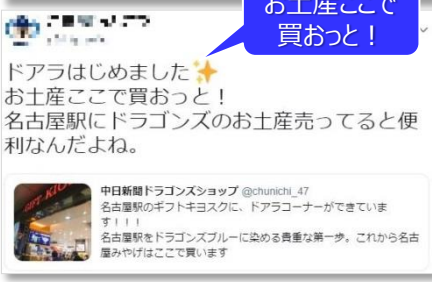 お土産ここで
買おっと！
ドアラはじめました✨
お土産ここで買おっと！
名古屋駅にドラゴンズのお土産売ってると便
利なんだよね。
中日新聞ドラゴンズショップ @chunichi_47
名古屋駅のギフトキヨスクに、ドアラコーナーができていま
す！！！
名古屋駅をドラゴンズブルーに染める貴重な第一歩。これから名古
屋みやげはここで買います